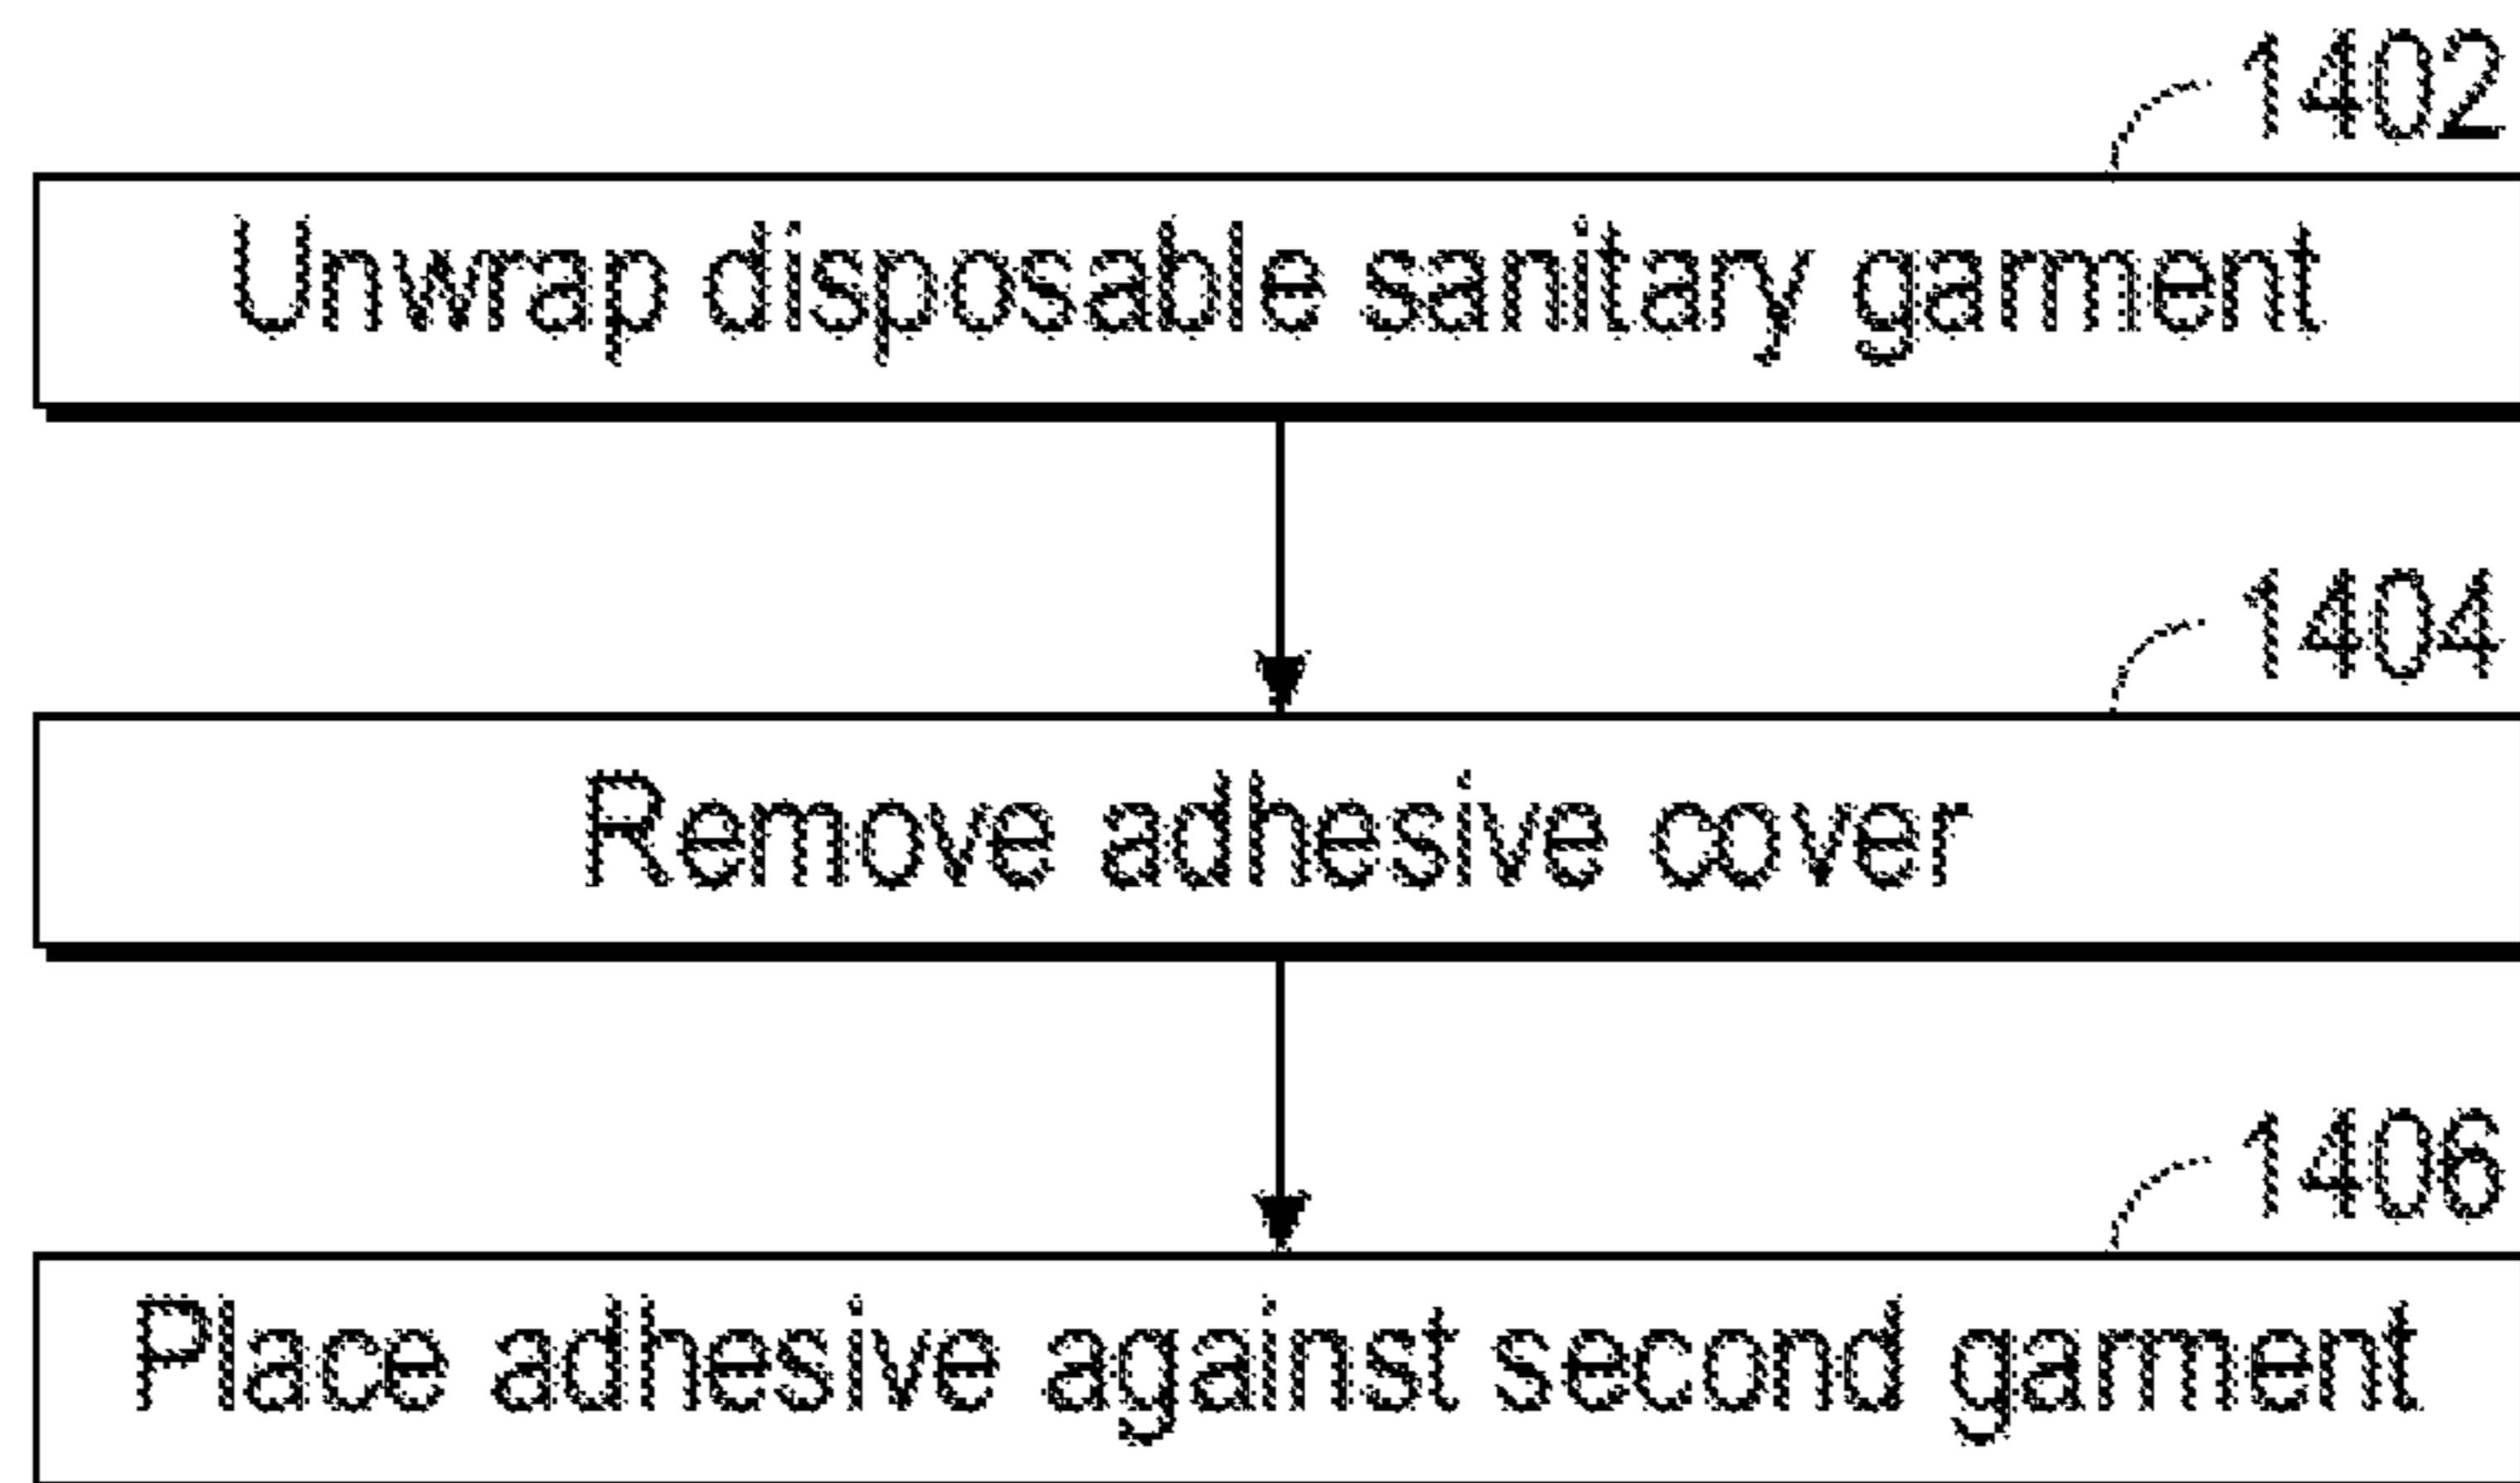 1402
Unwrap disposable sanitary garment
1404
Remove adhesive cover
1406
Place adhesive against second garment